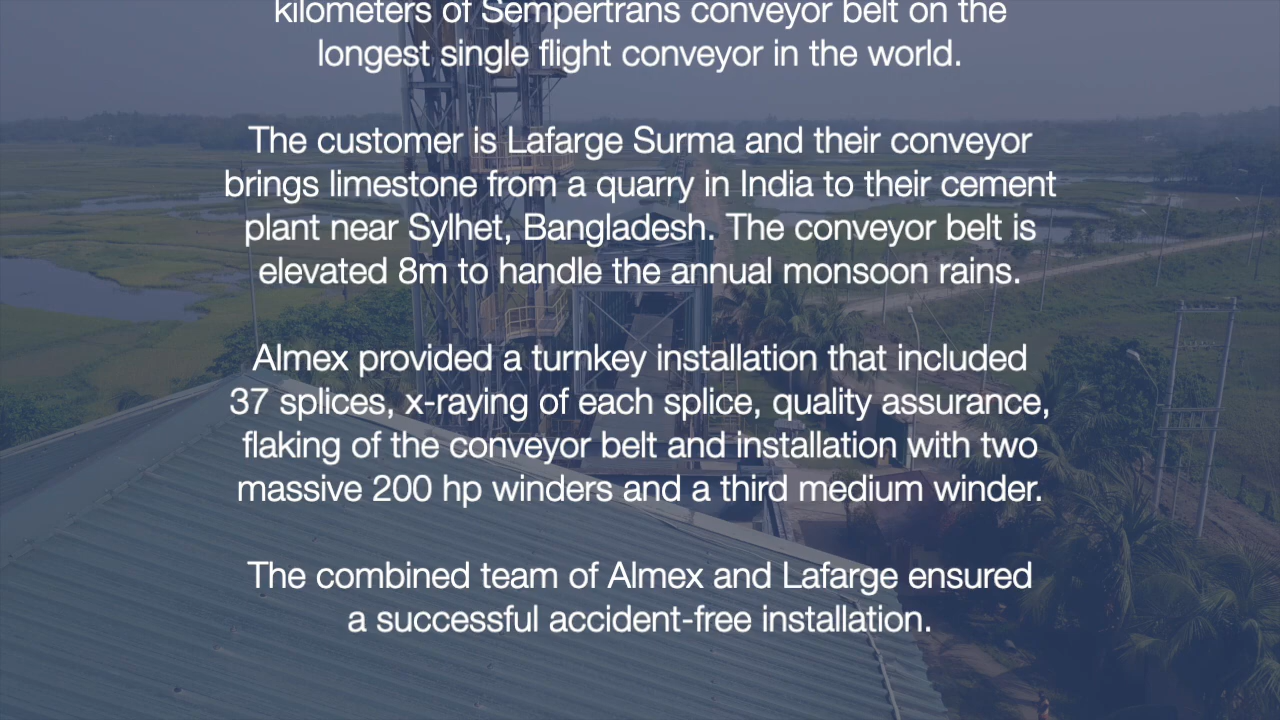 kilometers of Sempertrans conveyor belt on the
longest single flight conveyor in the world.
The customer is Lafarge Surma and their conveyor
brings limestone from a quarry in India to their cement
plant near Sylhet, Bangladesh. The conveyor belt is
elevated 8m to handle the annual monsoon rains.
Almex provided a turnkey installation that included
37 splices, x-raying of each splice, quality assurance,
flaking of the conveyor belt and installation with two
massive 200 hp winders and a third medium winder.
The combined team of Almex and Lafarge ensured
a successful accident-free installation.